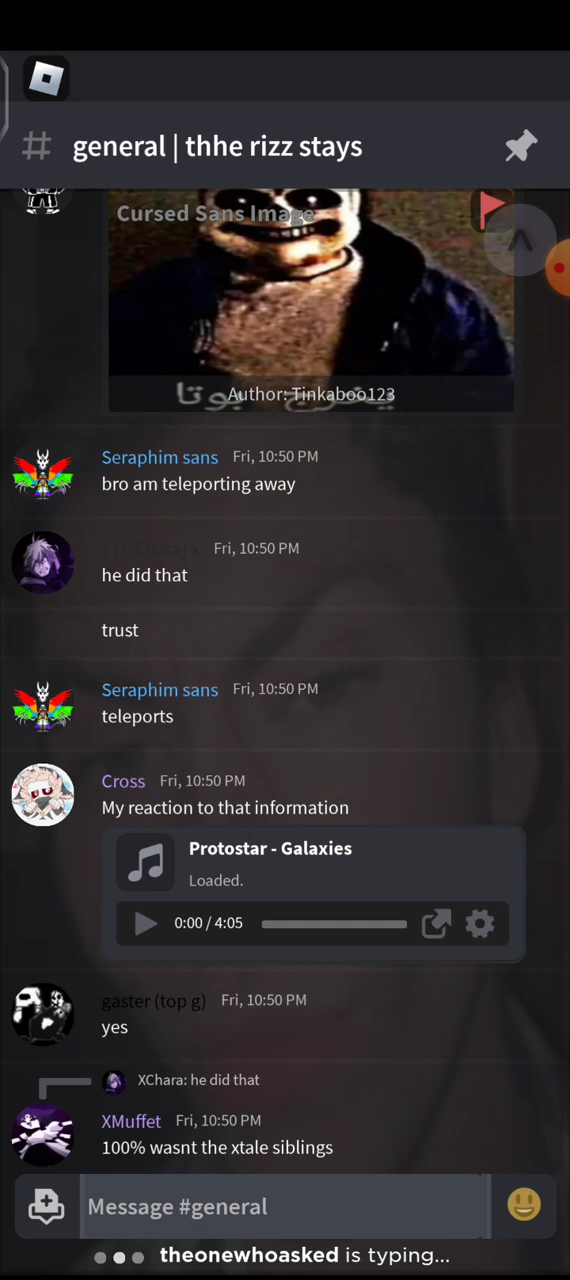 general | thhe rizz stays
Cursed Sans Image
Author: Tinkaboo123
Seraphim sans Fri, 10:50 PM
bro am teleporting away
Fri, 10:50 PM
he did that
trust
Seraphim sans Fri, 10:50 PM
teleports
Cross Fri, 10:50 PM
My reaction to that information
Protostar - Galaxies
Loaded.
0:00 / 4:05
gaster (top g) Fri, 10:50 PM
yes
XChara: he did that
XMuffet Fri, 10:50 PM
100% wasnt the xtale siblings
Message #general
theonewhoasked is typing...